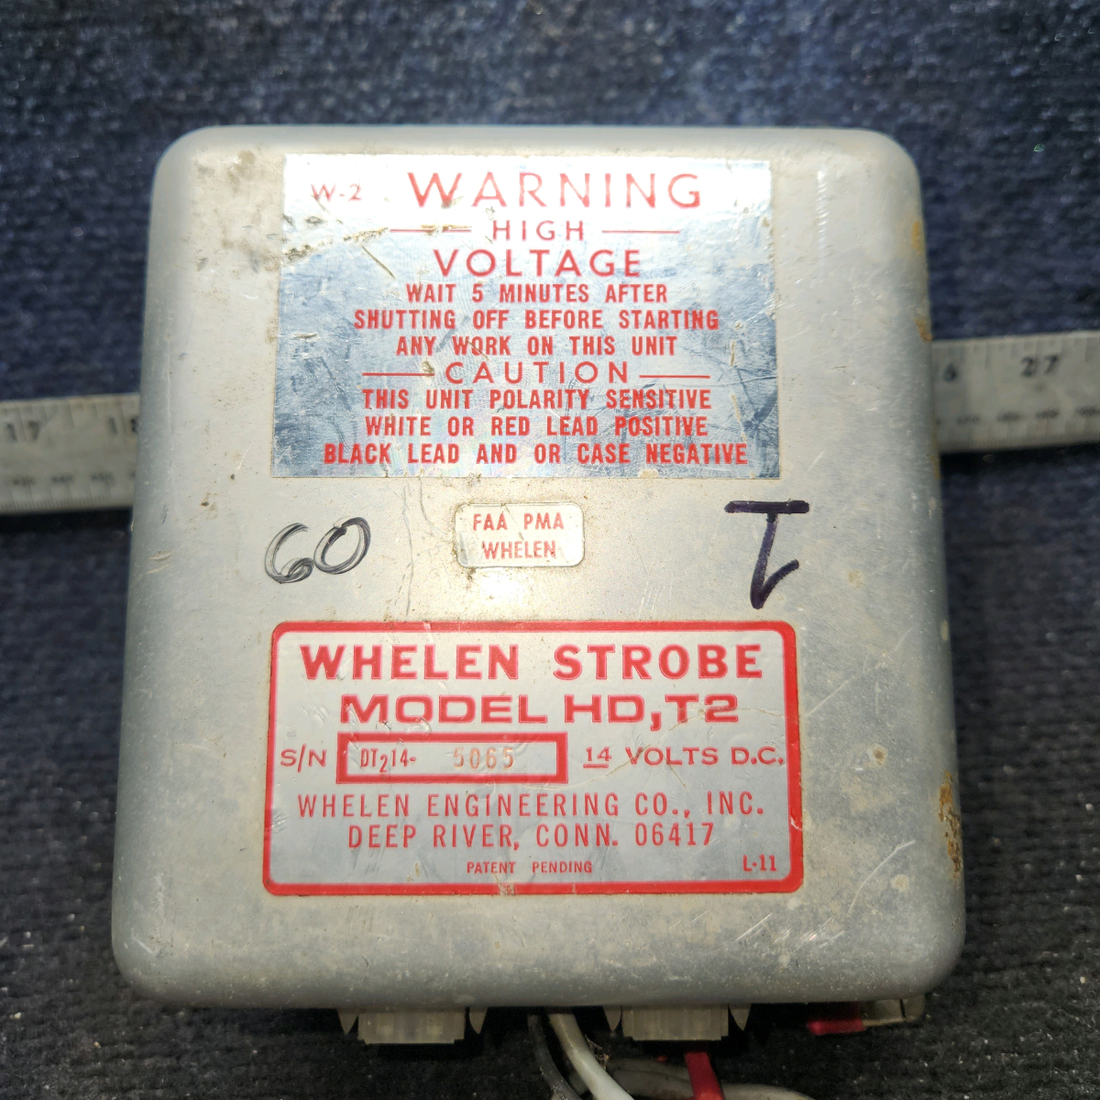 W-2 WARNING
HIGH
VOLTAGE
WAIT 5 MINUTES AFTER
SHUTTING OFF BEFORE STARTING
ANY WORK ON THIS UNIT
CAUTION
THIS UNIT POLARITY SENSITIVE
WHITE OR RED LEAD POSITIVE
BLACK LEAD AND OR CASE NEGATIVE
17 27
60
FAA PMA
WHELEN
WHELEN STROBE
MODEL HD,T2
S/N DT214- 5065 14 VOLTS D.C.
WHELEN ENGINEERING CO., INC.
DEEP RIVER, CONN. 06417
PATENT PENDING L-11